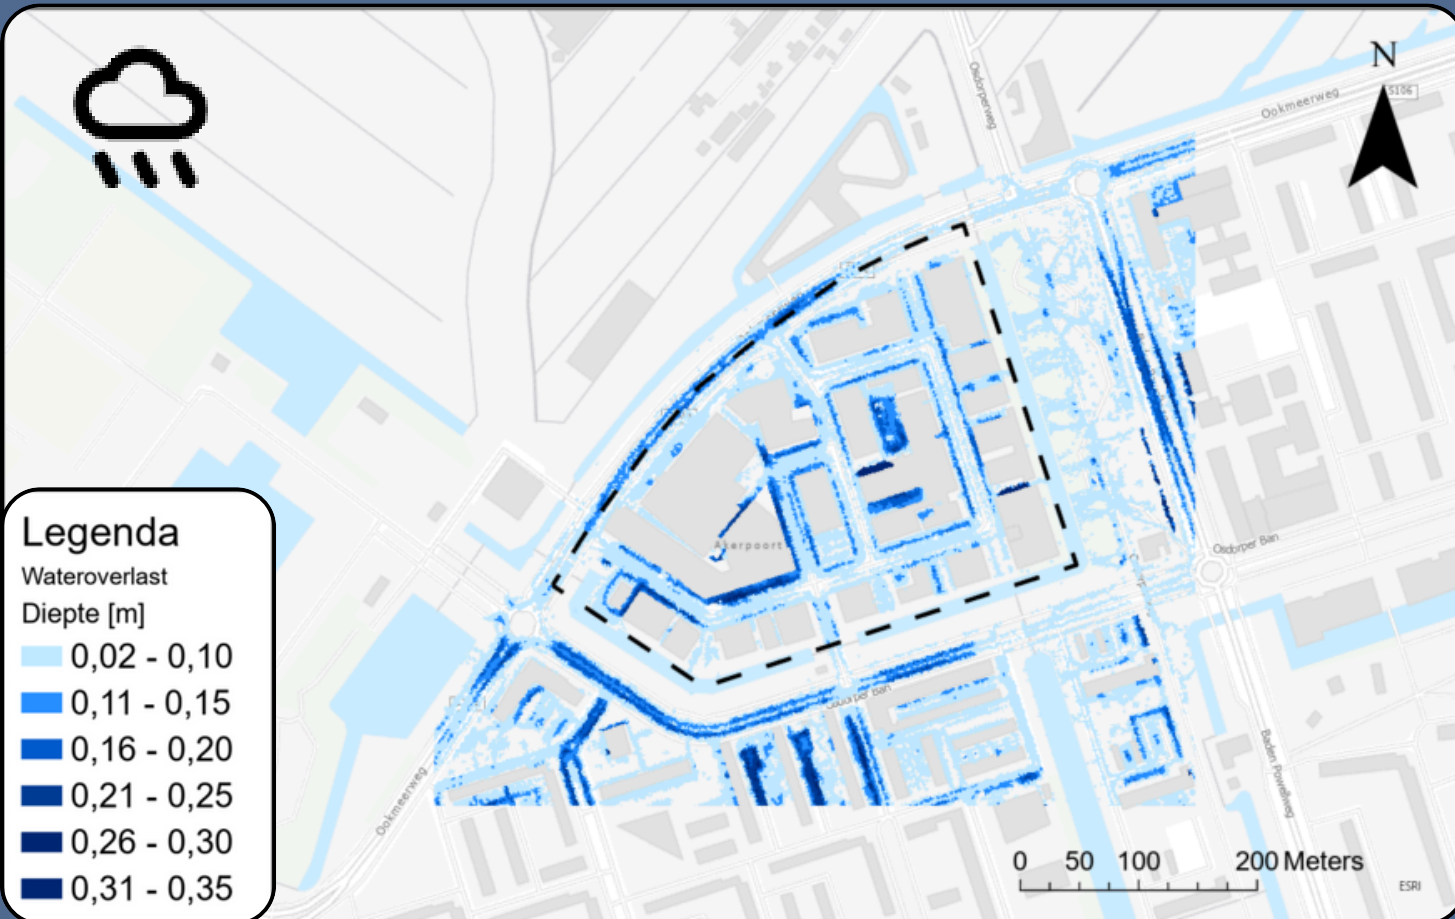 N
S106
Ookmeerweg
Osdorperweg
Akerpoort
Osdorper Ban
Osdorper Ban
Ookmeerweg
Baden Powellweg
Legenda
Wateroverlast
Diepte [m]
0,02 - 0,10
0,11 - 0,15
0,16 - 0,20
0,21 - 0,25
0,26 - 0,30
0,31 - 0,35
0 50 100 200 Meters
ESRI